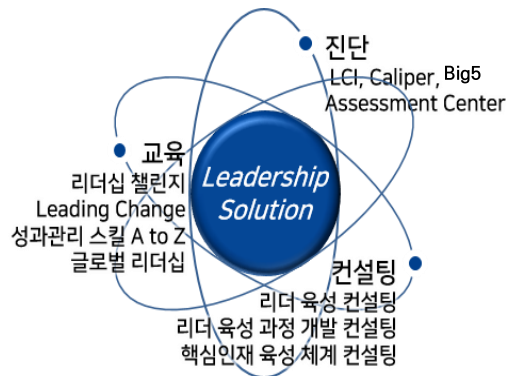 진단
LCI, Caliper, Big5
Assessment Center
교육
리더십 챌린지
Leading Change
성과관리 스킬 A to Z
글로벌 리더십
Leadership
Solution
컨설팅
리더 육성 컨설팅
리더 육성 과정 개발 컨설팅
핵심인재 육성 체계 컨설팅